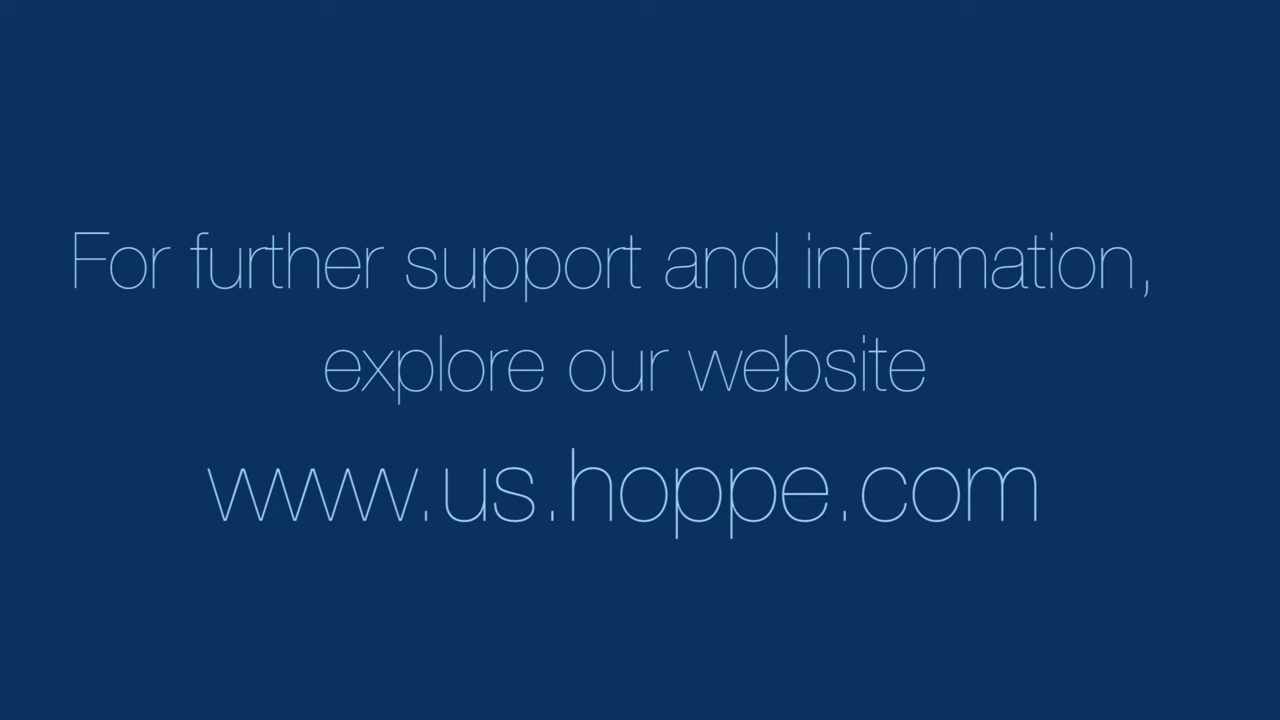 For further support and information,
explore our website
www.us.hoppe.com